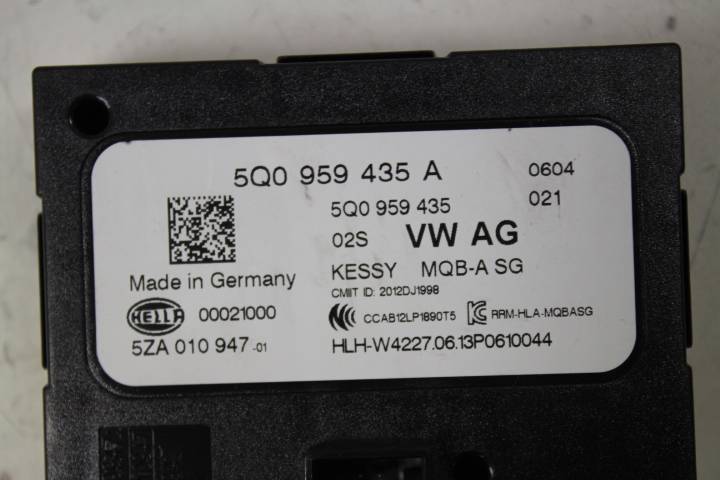 5Q0 959 435 A 0604
5Q0 959 435 021
02S VW AG
Made in Germany KESSY MQB-A SG
CMIIT ID: 2012DJ1998
HELLA 00021000 CCAB12LP1890T5 RRM-HLA-MQBASG
5ZA 010 947 -01 HLH-W4227.06.13P0610044